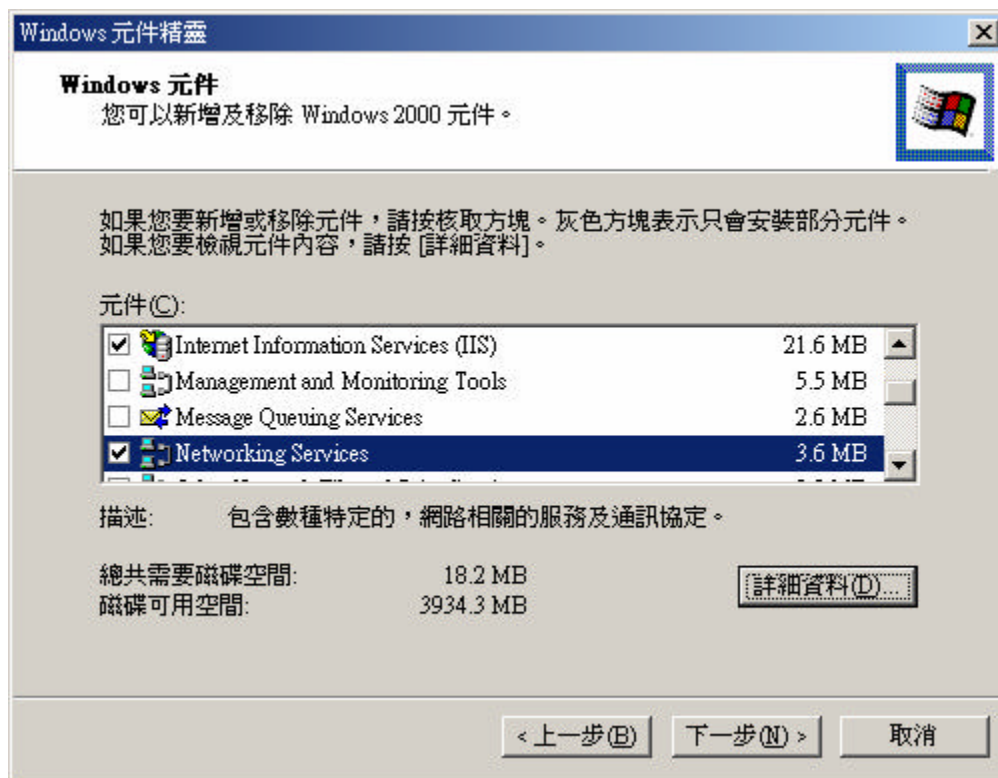 Windows 元件精靈
Windows 元件
您可以新增及移除 Windows 2000 元件。
如果您要新增或移除元件，請按核取方塊。灰色方塊表示只會安裝部分元件。
如果您要檢視元件內容，請按 [詳細資料]。
元件(C):
Internet Information Services (IIS) 21.6 MB
Management and Monitoring Tools 5.5 MB
Message Queuing Services 2.6 MB
Networking Services 3.6 MB
描述: 包含數種特定的，網路相關的服務及通訊協定。
總共需要磁碟空間: 18.2 MB
磁碟可用空間: 3934.3 MB
詳細資料(D)...
< 上一步(B)
下一步(N) >
取消